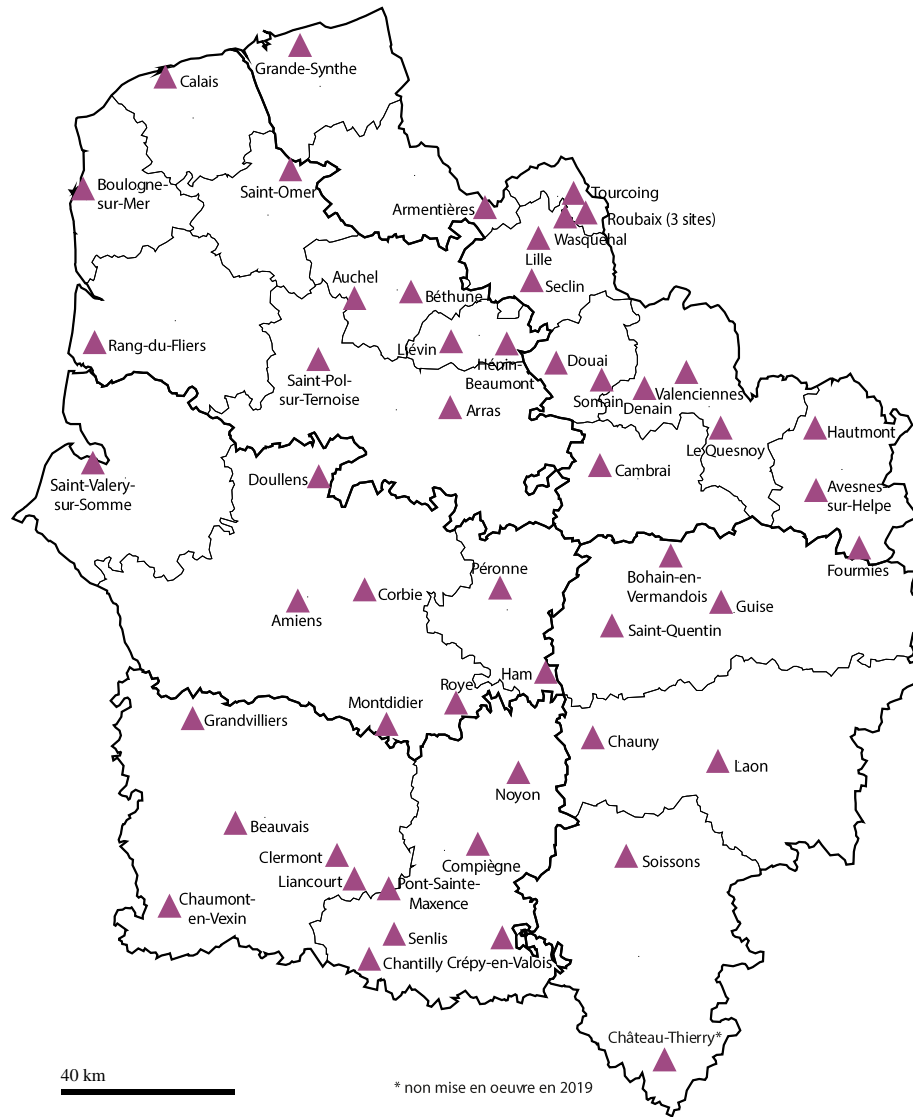 Grande-Synthe
Calais
Boulogne-
sur-Mer
Saint-Omer
Armentières
Tourcoing
Roubaix (3 sites)
Wasquehal
Lille
Seclin
Auchel
Béthune
Rang-du-Fliers
Liévin
Hénin-
Beaumont
Douai
Saint-Pol-
sur-Ternoise
Somain
Denain
Valenciennes
Arras
Le Quesnoy
Hautmont
Saint-Valery-
sur-Somme
Doullens
Cambrai
Avesnes-
sur-Helpe
Fourmies
Péronne
Bohain-en-
Vermandois
Corbie
Amiens
Guise
Saint-Quentin
Ham
Roye
Montdidier
Grandvilliers
Chauny
Laon
Noyon
Beauvais
Clermont
Liancourt
Compiègne
Soissons
Pont-Sainte-
Maxence
Chaumont-
en-Vexin
Senlis
Chantilly
Crépy-en-Valois
Château-Thierry*
40 km
* non mise en oeuvre en 2019